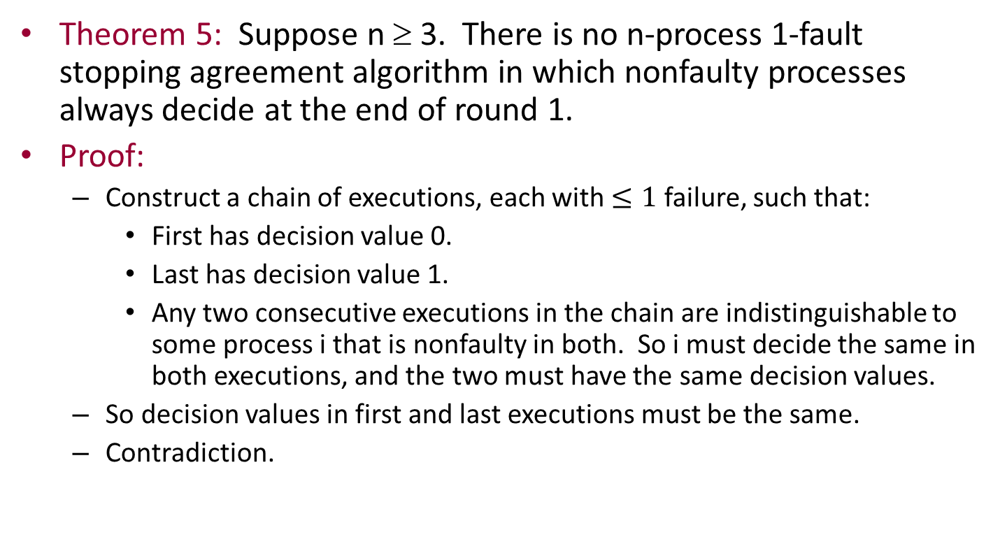 • Theorem 5: Suppose n ≥ 3. There is no n-process 1-fault
stopping agreement algorithm in which nonfaulty processes
always decide at the end of round 1.
• Proof:
– Construct a chain of executions, each with ≤ 1 failure, such that:
• First has decision value 0.
• Last has decision value 1.
• Any two consecutive executions in the chain are indistinguishable to
some process i that is nonfaulty in both. So i must decide the same in
both executions, and the two must have the same decision values.
– So decision values in first and last executions must be the same.
– Contradiction.